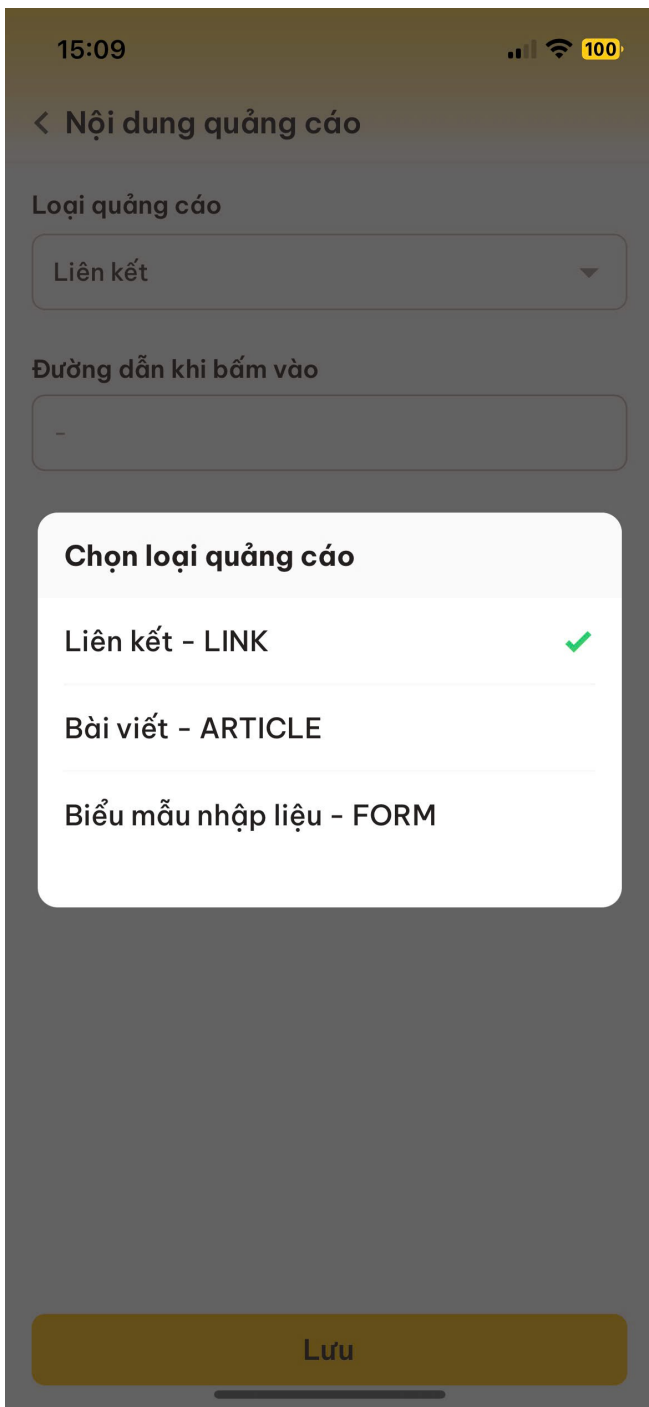 15:09
100
Nội dung quảng cáo
Loại quảng cáo
Liên kết
Đường dẫn khi bấm vào
-
Chọn loại quảng cáo
Liên kết - LINK
Bài viết - ARTICLE
Biểu mẫu nhập liệu - FORM
Lưu